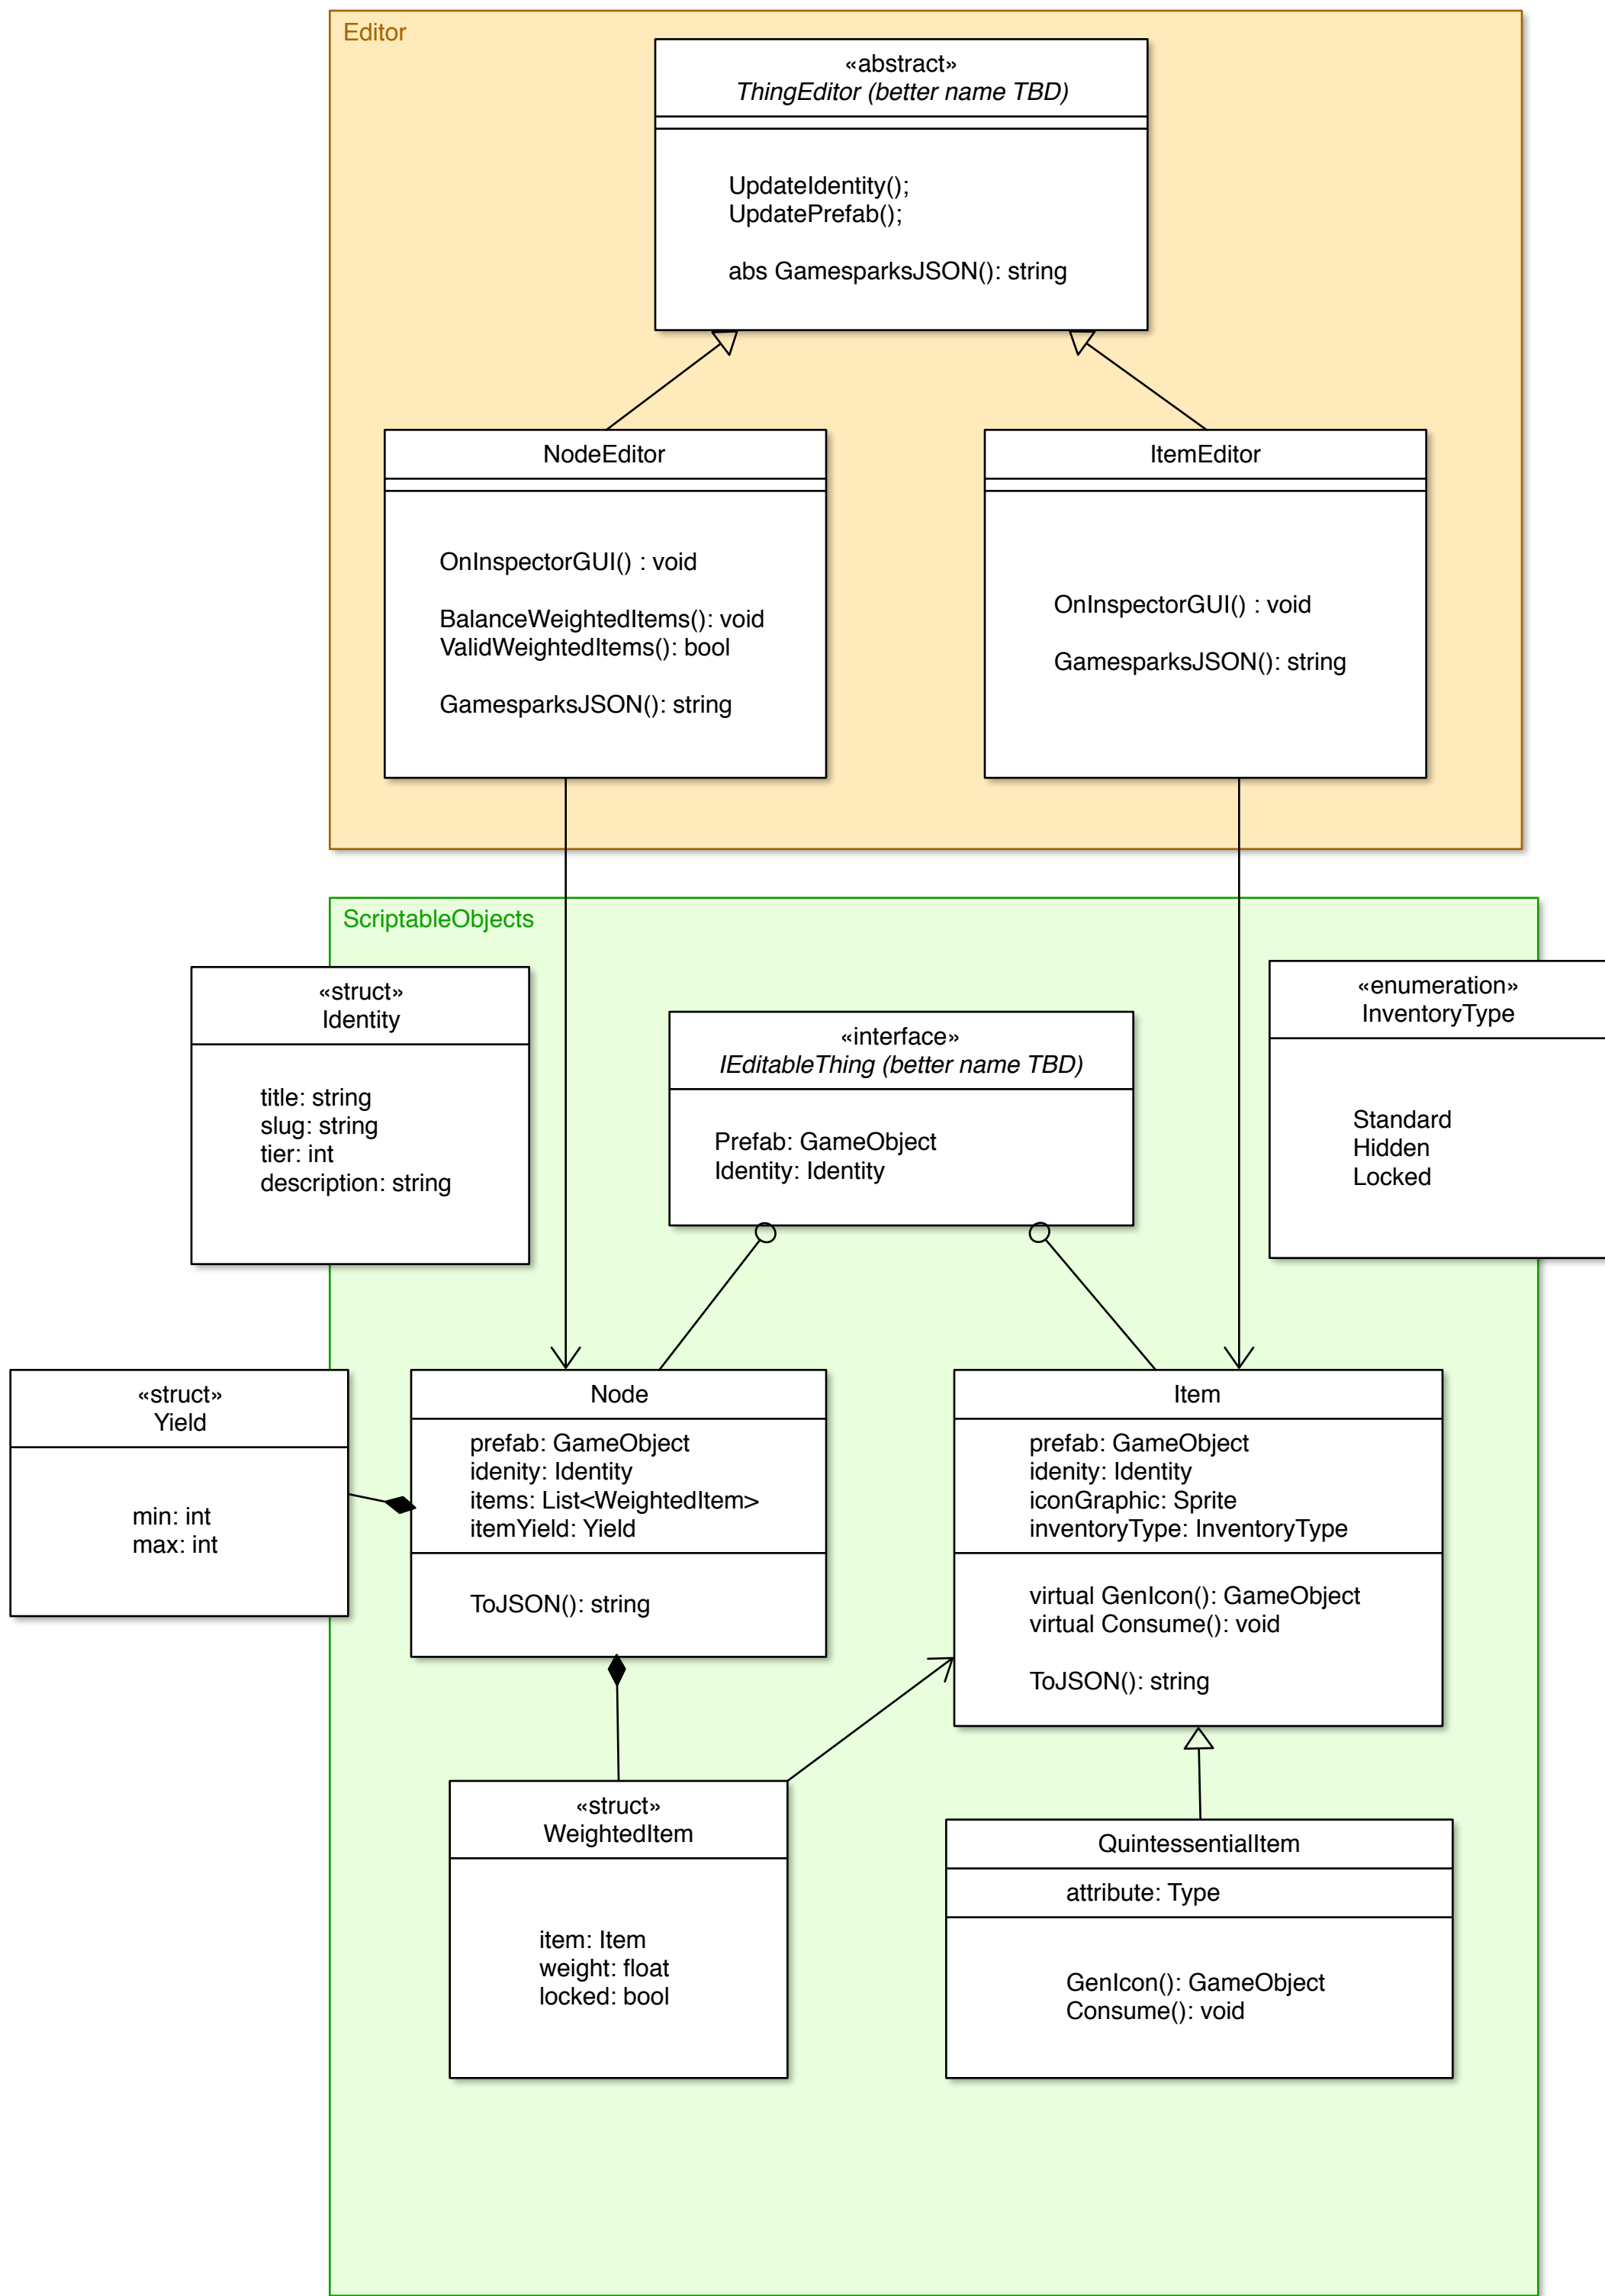 Editor
«abstract»
ThingEditor (better name TBD)
UpdateIdentity();
UpdatePrefab();
abs GamesparksJSON(): string
NodeEditor
OnInspectorGUI() : void
BalanceWeightedItems(): void
ValidWeightedItems(): bool
GamesparksJSON(): string
ItemEditor
OnInspectorGUI() : void
GamesparksJSON(): string
ScriptableObjects
«struct»
Identity
title: string
slug: string
tier: int
description: string
«interface»
IEditableThing (better name TBD)
Prefab: GameObject
Identity: Identity
«enumeration»
InventoryType
Standard
Hidden
Locked
«struct»
Yield
min: int
max: int
Node
prefab: GameObject
idenity: Identity
items: List<WeightedItem>
itemYield: Yield
ToJSON(): string
Item
prefab: GameObject
idenity: Identity
iconGraphic: Sprite
inventoryType: InventoryType
virtual GenIcon(): GameObject
virtual Consume(): void
ToJSON(): string
«struct»
WeightedItem
item: Item
weight: float
locked: bool
QuintessentialItem
attribute: Type
GenIcon(): GameObject
Consume(): void